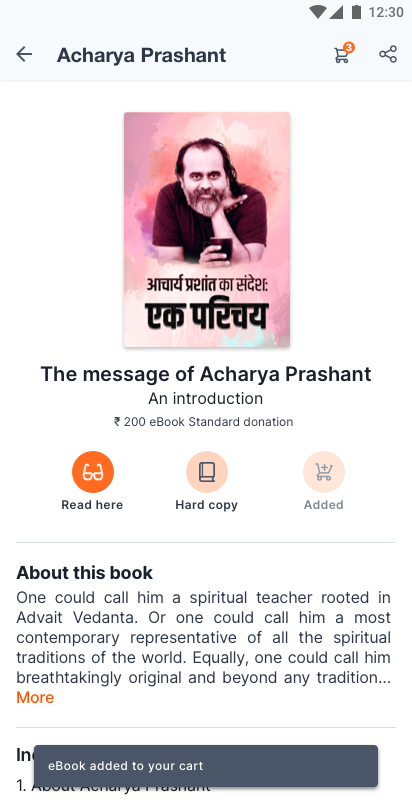 12:30
Acharya Prashant
3
आचार्य प्रशांत का संदेश:
एक परिचय
The message of Acharya Prashant
An introduction
₹ 200 eBook Standard donation
Read here
Hard copy
Added
About this book
One could call him a spiritual teacher rooted in
Advait Vedanta. Or one could call him a most
contemporary representative of all the spiritual
traditions of the world. Equally, one could call him
breathtakingly original and beyond any tradition...
More
eBook added to your cart
1. About Acharya Prashant